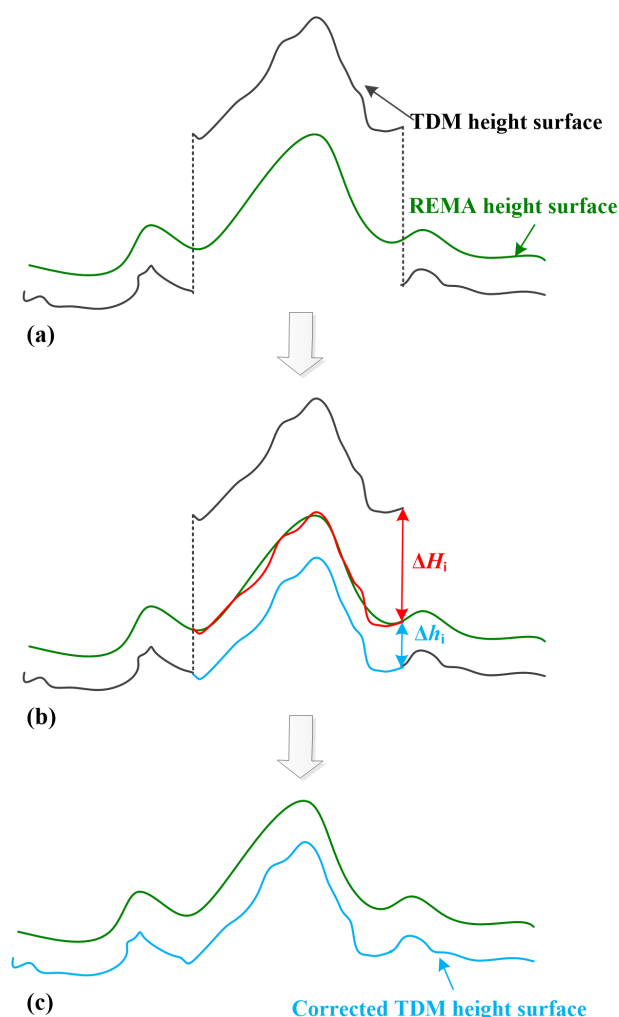 TDM height surface
REMA height surface
(a)
ΔHi
Δhi
(b)
(c)
Corrected TDM height surface